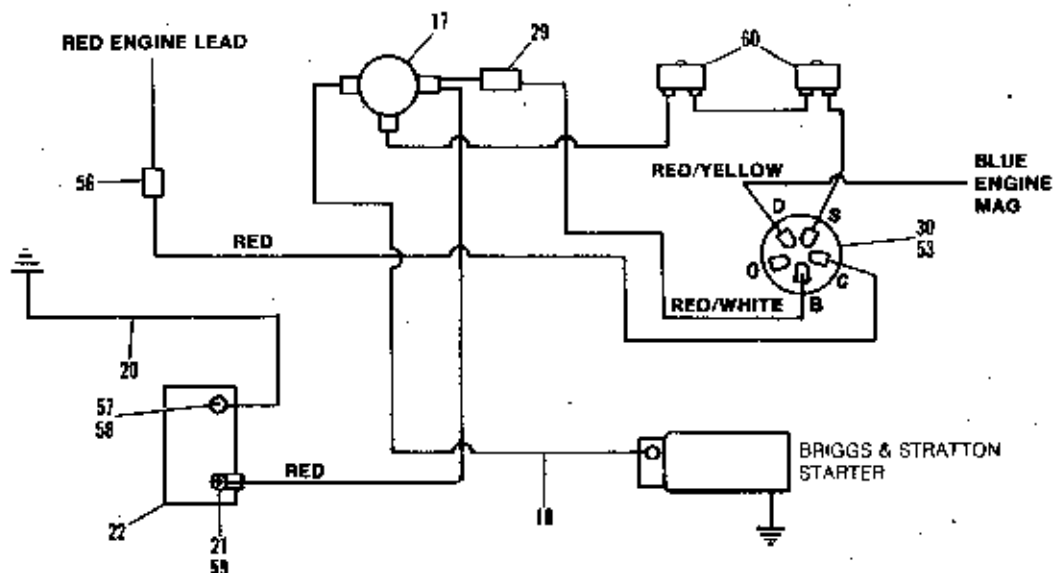 RED ENGINE LEAD
17
29
60
56
RED/YELLOW
BLUE
ENGINE
MAG
D
S
30
53
RED
O
C
RED/WHITE
B
20
57
58
BRIGGS & STRATTON
STARTER
RED
22
21
59
18